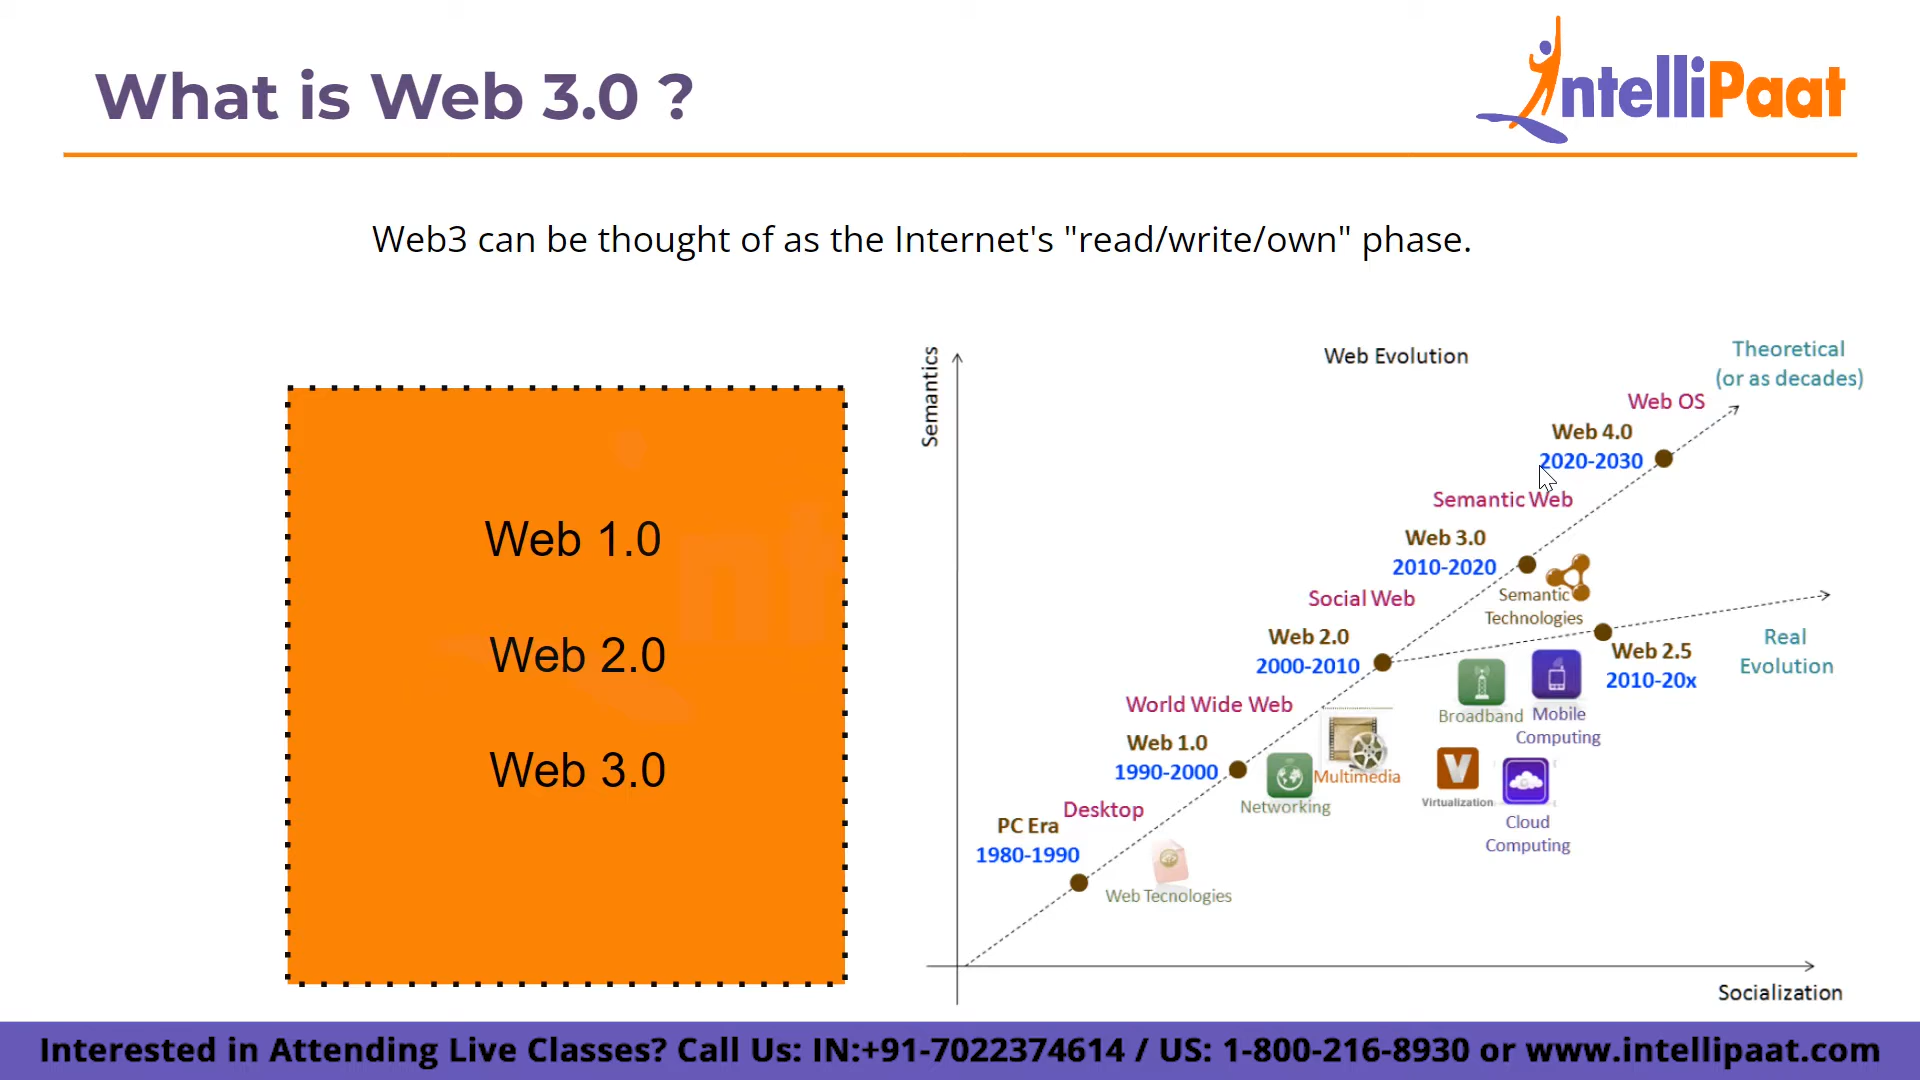 What is Web 3.0 ?
IntelliPaat
Web3 can be thought of as the Internet's "read/write/own" phase.
Web 1.0
Web 2.0
Web 3.0
Semantics
Web Evolution
Theoretical
(or as decades)
Web OS
Web 4.0
2020-2030
Semantic Web
Web 3.0
2010-2020
Semantic
Technologies
Social Web
Web 2.0
2000-2010
Real
Evolution
Web 2.5
2010-20x
Broadband
Mobile
Computing
World Wide Web
Web 1.0
1990-2000
Networking
Multimedia
V
Virtualization
Cloud
Computing
Desktop
PC Era
1980-1990
Web Tecnologies
Socialization
Interested in Attending Live Classes? Call Us: IN:+91-7022374614 / US: 1-800-216-8930 or www.intellipaat.com